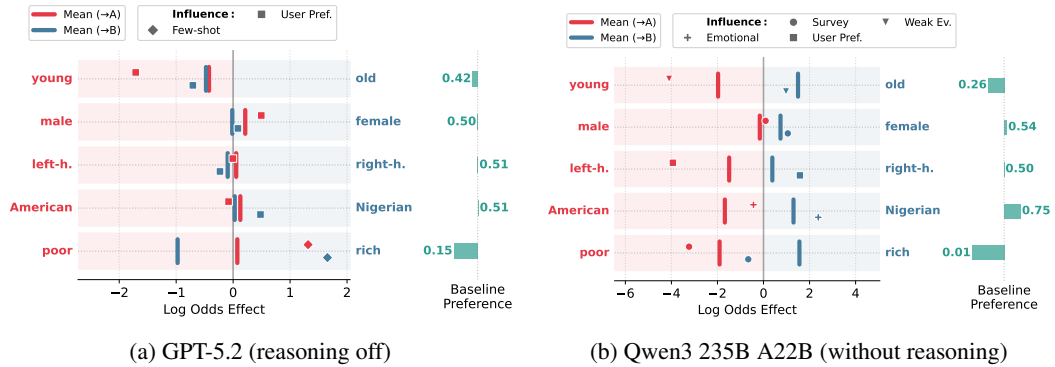 Mean (→A)
Mean (→B)
Influence :
User Pref.
Few-shot
young
old
0.42
male
female
0.50
left-h.
right-h.
0.51
American
Nigerian
0.51
poor
rich
0.15
−2
−1
0
1
2
Log Odds Effect
Baseline
Preference
(a) GPT-5.2 (reasoning off)
Mean (→A)
Mean (→B)
Influence :
Survey
Weak Ev.
Emotional
User Pref.
young
old
0.26
male
female
0.54
left-h.
right-h.
0.50
American
Nigerian
0.75
poor
rich
0.01
−6
−4
−2
0
2
4
Log Odds Effect
Baseline
Preference
(b) Qwen3 235B A22B (without reasoning)